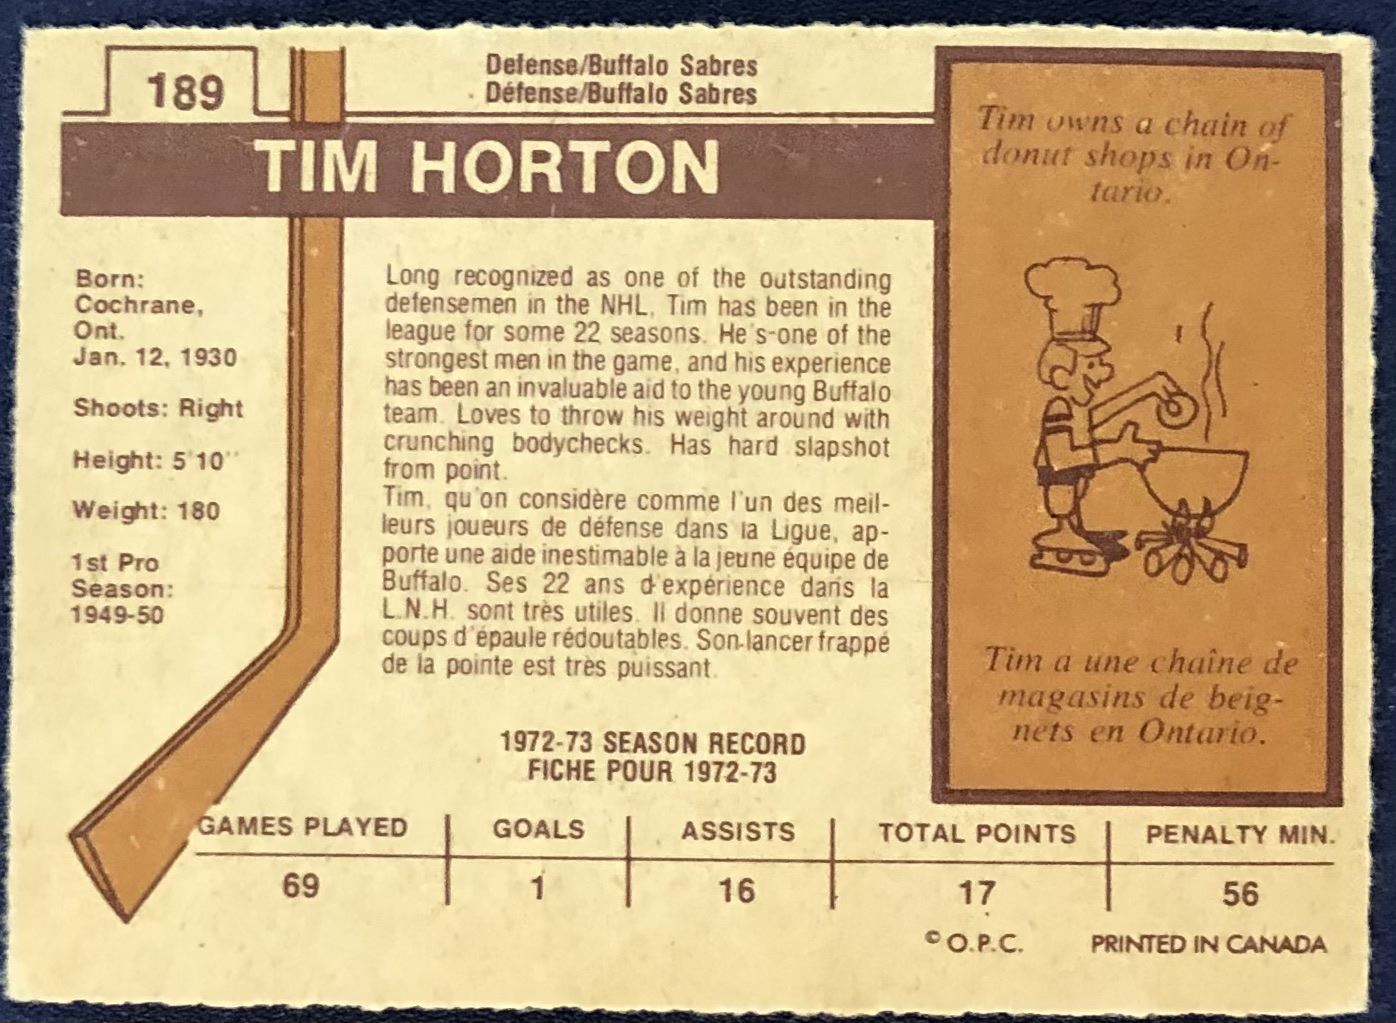 189
Defense/Buffalo Sabres
Défense/Buffalo Sabres
TIM HORTON
Born:
Cochrane,
Ont.
Jan. 12, 1930
Shoots: Right
Height: 5'10"
Weight: 180
1st Pro
Season:
1949-50
Long recognized as one of the outstanding
defensemen in the NHL, Tim has been in the
league for some 22 seasons. He's one of the
strongest men in the game, and his experience
has been an invaluable aid to the young Buffalo
team. Loves to throw his weight around with
crunching bodychecks. Has hard slapshot
from point.
Tim, qu'on considère comme l'un des meil-
leurs joueurs de défense dans la Ligue, ap-
porte une aide inestimable à la jeune équipe de
Buffalo. Ses 22 ans d'expérience dans la
L.N.H. sont très utiles. Il donne souvent des
coups d'épaule rédoutables. Son lancer frappé
de la pointe est très puissant.
Tim owns a chain of
donut shops in On-
tario.
Tim a une chaîne de
magasins de beig-
nets en Ontario.
1972-73 SEASON RECORD
FICHE POUR 1972-73
GAMES PLAYED GOALS ASSISTS TOTAL POINTS PENALTY MIN.
69 1 16 17 56
© O.P.C. PRINTED IN CANADA